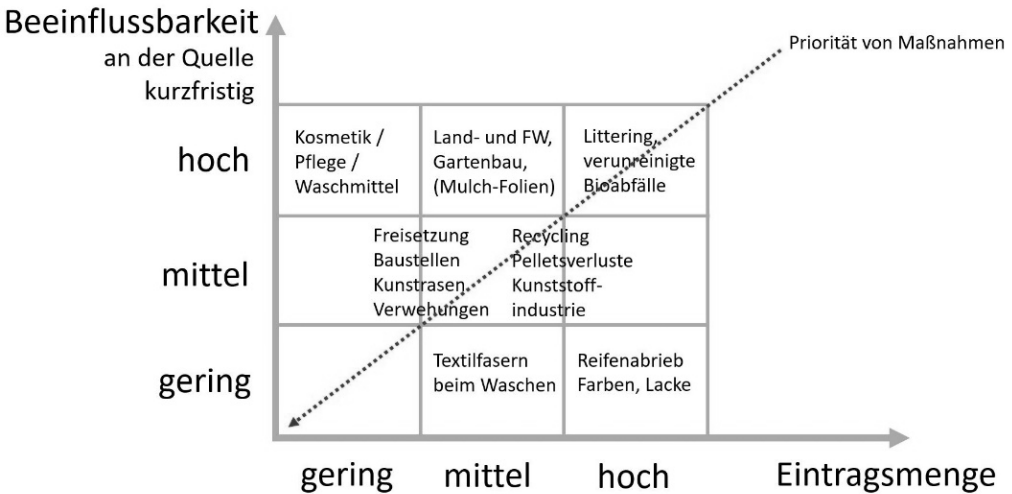 Beeinflussbarkeit
an der Quelle
kurzfristig
Priorität von Maßnahmen
hoch
Kosmetik /
Pflege /
Waschmittel
Land- und FW,
Gartenbau,
(Mulch-Folien)
Littering,
verunreinigte
Bioabfälle
mittel
Freisetzung
Baustellen
Kunstrasen,
Verwehungen
Recycling
Pelletsverluste
Kunststoff-
industrie
gering
Textilfasern
beim Waschen
Reifenabrieb
Farben, Lacke
gering
mittel
hoch
Eintragsmenge